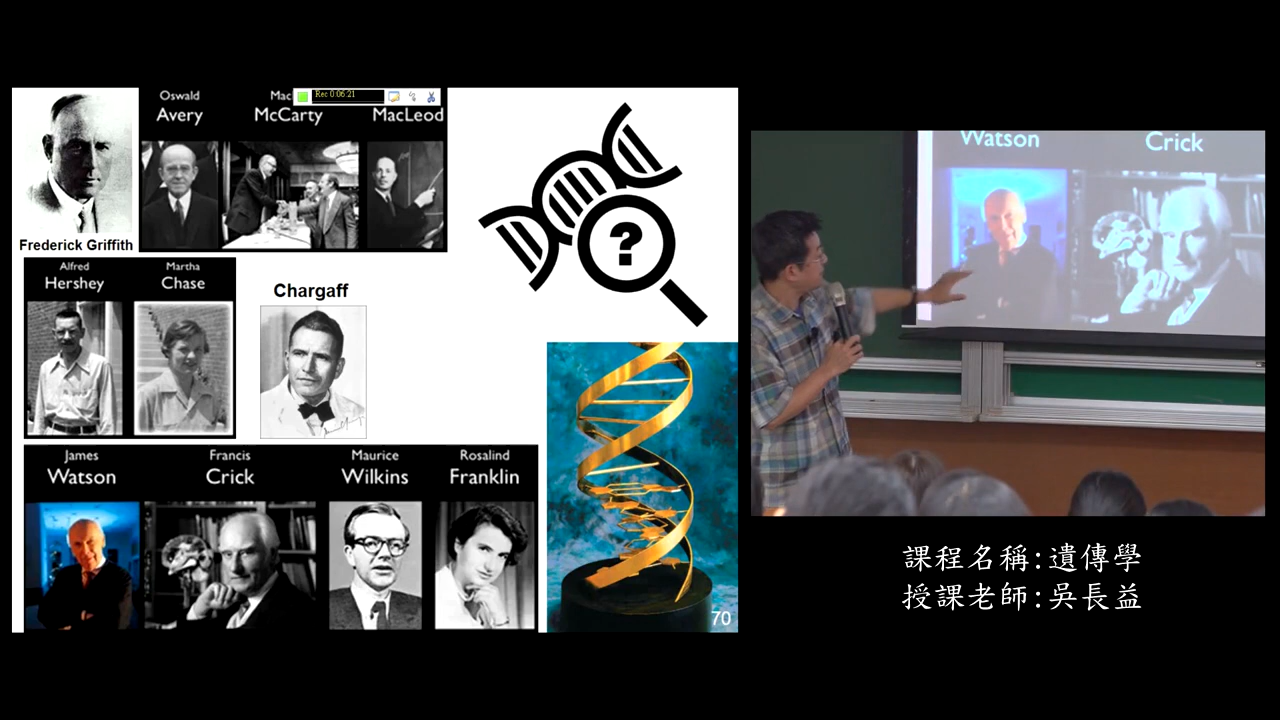 Oswald
Avery
Mac
McCarty
MacLeod
Rec 0:06:21
Frederick Griffith
?
Alfred
Hershey
Martha
Chase
Chargaff
James
Watson
Francis
Crick
Maurice
Wilkins
Rosalind
Franklin
70
Watson
Crick
課程名稱:遺傳學
授課老師:吳長益